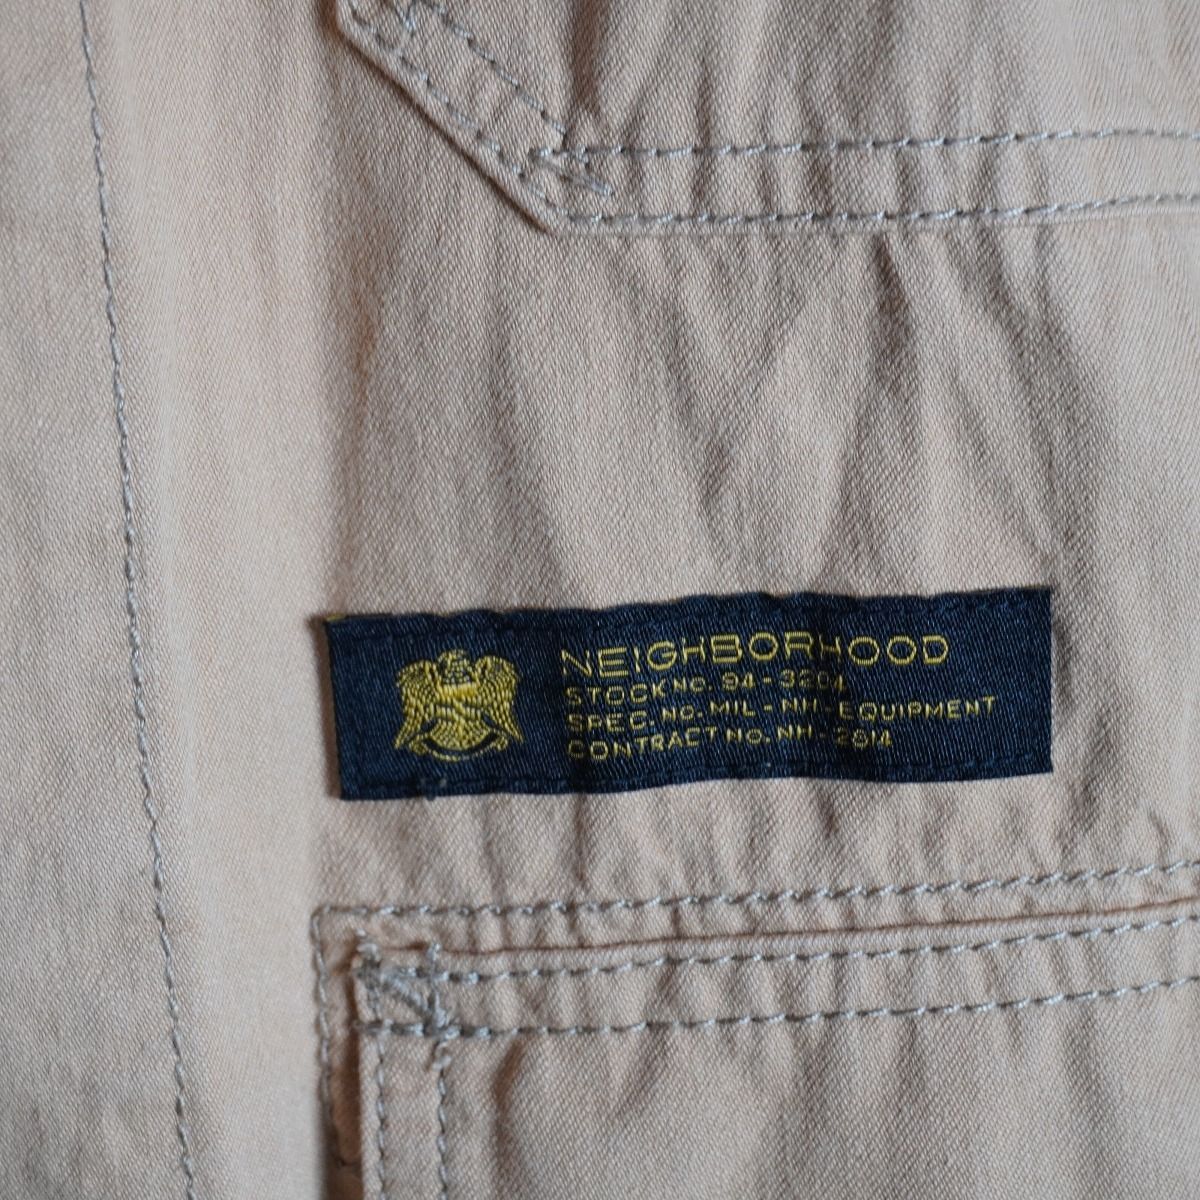 NEIGHBORHOOD
STOCK No. 94-3204
SPEC. No. MIL-NH-EQUIPMENT
CONTRACT No. NH-2014